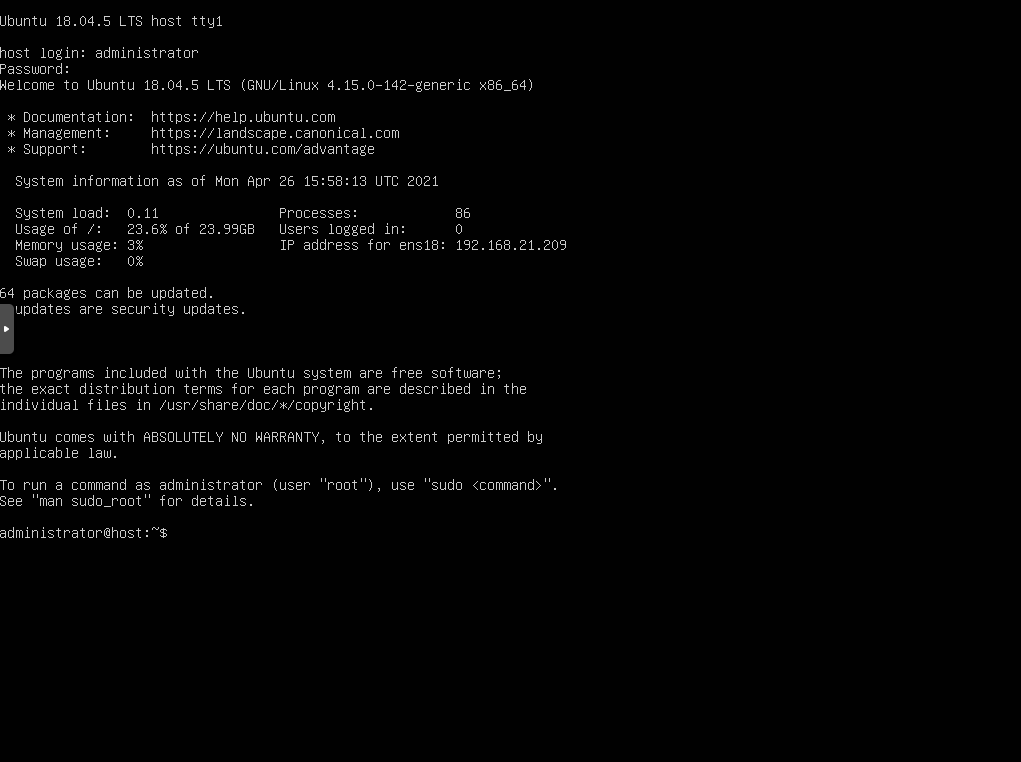 Ubuntu 18.04.5 LTS host tty1
host login: administrator
Password:
Welcome to Ubuntu 18.04.5 LTS (GNU/Linux 4.15.0-142-generic x86_64)
* Documentation: https://help.ubuntu.com
* Management: https://landscape.canonical.com
* Support: https://ubuntu.com/advantage
System information as of Mon Apr 26 15:58:13 UTC 2021
System load: 0.11 Processes: 86
Usage of /: 23.6% of 23.99GB Users logged in: 0
Memory usage: 3% IP address for ens18: 192.168.21.209
Swap usage: 0%
64 packages can be updated.
updates are security updates.
The programs included with the Ubuntu system are free software;
the exact distribution terms for each program are described in the
individual files in /usr/share/doc/*/copyright.
Ubuntu comes with ABSOLUTELY NO WARRANTY, to the extent permitted by
applicable law.
To run a command as administrator (user "root"), use "sudo <command>".
See "man sudo_root" for details.
administrator@host:~$